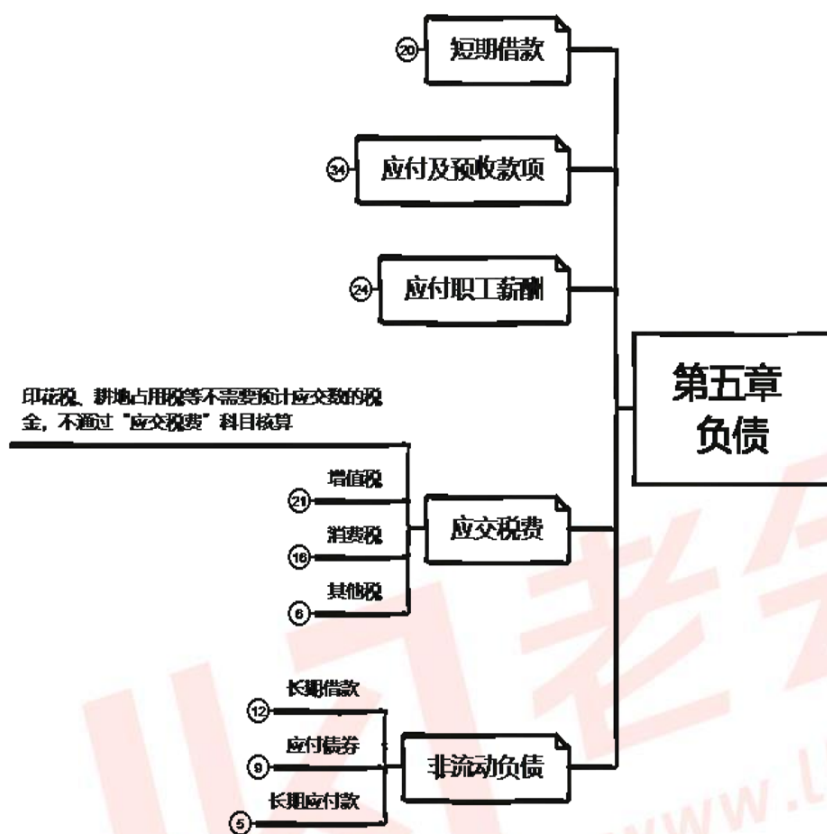 20
短期借款
34
应付及预收款项
24
应付职工薪酬
第五章
负债
印花税、耕地占用税等不需要预计应交数的税
金，不通过“应交税费”科目核算
增值税
21
应交税费
消费税
16
其他税
6
长期借款
12
应付债券
9
非流动负债
长期应付款
5
老会
www.u